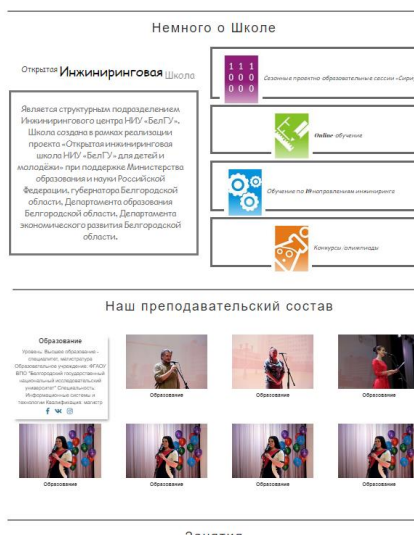 Немного о Школе
Открытая Инжиниринговая Школа
Является структурным подразделением
Инжинирингового центра НИУ «БелГУ».
Школа создана в рамках реализации
проекта «Открытая инжиниринговая
школа НИУ «БелГУ» для детей и
молодёжи» при поддержке Министерства
образования и науки Российской
Федерации, губернатора Белгородской
области, Департамента образования
Белгородской области, Департамента
экономического развития Белгородской
области.
1 1 1
0 0 0
0 0 0
Сезонные проектно-образовательные сессии «Сири
Online обучение
Обучение по 10 направлениям инжиниринга
Конкурсы/олимпиады
Наш преподавательский состав
Образование
Уровень: Высшее образование -
специалитет, магистратура
Образовательное учреждение: ФГАОУ
ВПО "Белгородский государственный
национальный исследовательский
университет" Специальность:
Информационные системы и
технологии Квалификация: магистр
Образование
Образование
Образование
Образование
Образование
Образование
Образование
Занятия